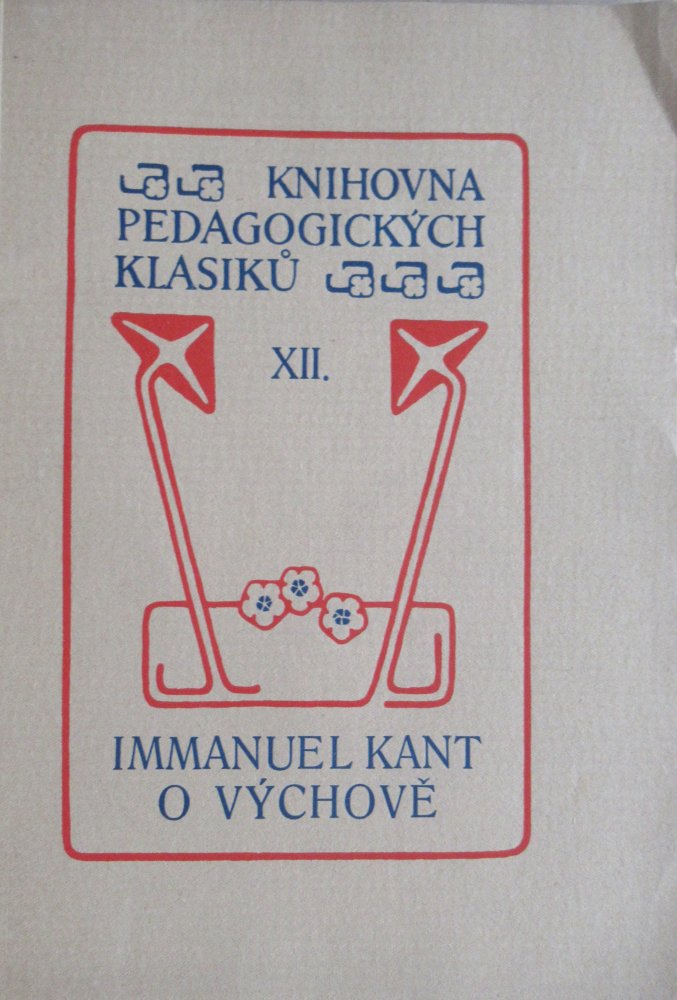 KNIHOVNA
PEDAGOGICKÝCH
KLASIKŮ
XII.
IMMANUEL KANT
O VÝCHOVĚ